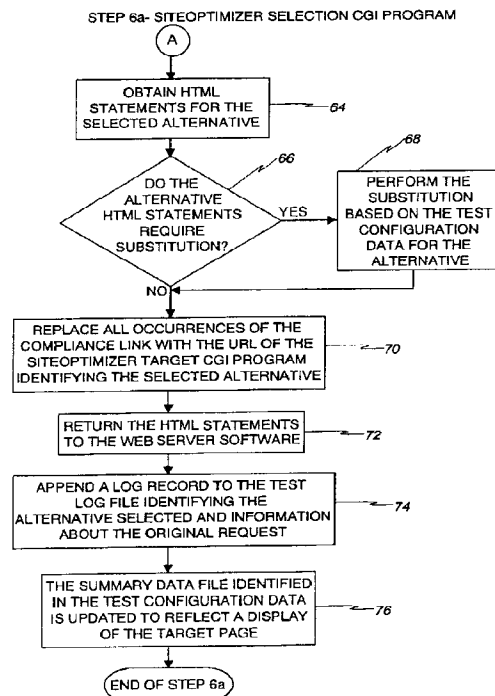 STEP 6a- SITEOPTIMIZER SELECTION CGI PROGRAM
A
OBTAIN HTML
STATEMENTS FOR THE
SELECTED ALTERNATIVE
64
66
68
DO THE
ALTERNATIVE
HTML STATEMENTS
REQUIRE
SUBSTITUTION?
YES
PERFORM THE
SUBSTITUTION
BASED ON THE TEST
CONFIGURATION
DATA FOR THE
ALTERNATIVE
NO
REPLACE ALL OCCURRENCES OF THE
COMPLIANCE LINK WITH THE URL OF THE
SITEOPTIMIZER TARGET CGI PROGRAM
IDENTIFYING THE SELECTED ALTERNATIVE
70
RETURN THE HTML STATEMENTS
TO THE WEB SERVER SOFTWARE
72
APPEND A LOG RECORD TO THE TEST
LOG FILE IDENTIFYING THE
ALTERNATIVE SELECTED AND INFORMATION
ABOUT THE ORIGINAL REQUEST
74
THE SUMMARY DATA FILE IDENTIFIED
IN THE TEST CONFIGURATION DATA
IS UPDATED TO REFLECT A DISPLAY
OF THE TARGET PAGE
76
END OF STEP 6a